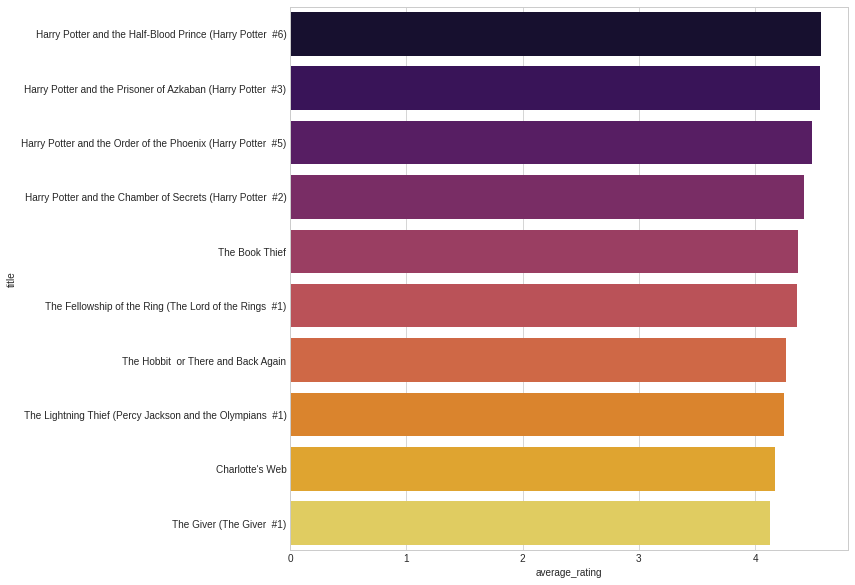 Harry Potter and the Half-Blood Prince (Harry Potter  #6)
Harry Potter and the Prisoner of Azkaban (Harry Potter  #3)
Harry Potter and the Order of the Phoenix (Harry Potter  #5)
Harry Potter and the Chamber of Secrets (Harry Potter  #2)
The Book Thief
title
The Fellowship of the Ring (The Lord of the Rings  #1)
The Hobbit  or There and Back Again
The Lightning Thief (Percy Jackson and the Olympians  #1)
Charlotte's Web
The Giver (The Giver  #1)
0 1 2 3 4
average_rating